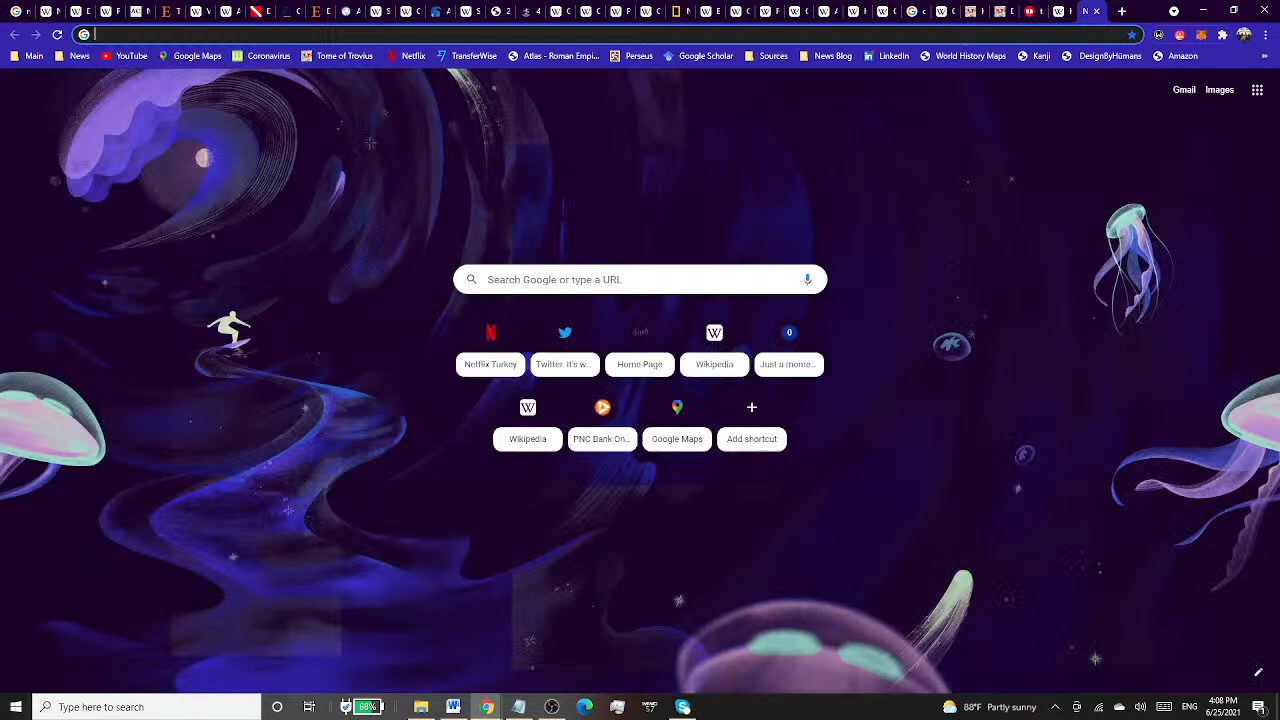 Main News YouTube Google Maps Coronavirus Tome of Trovius Netflix TransferWise Atlas - Roman Empi... Perseus Google Scholar Sources News Blog LinkedIn World History Maps Kanji DesignByHümans Amazon »
Gmail Images
Search Google or type a URL
Netflix Turkey Twitter. It's w... Home Page Wikipedia Just a mome...
Wikipedia PNC Bank On... Google Maps Add shortcut
Type here to search 68% 88°F Partly sunny 4:08 PM
6/25/2021